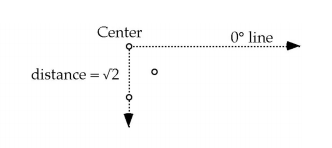 Center
0° line
distance = √2